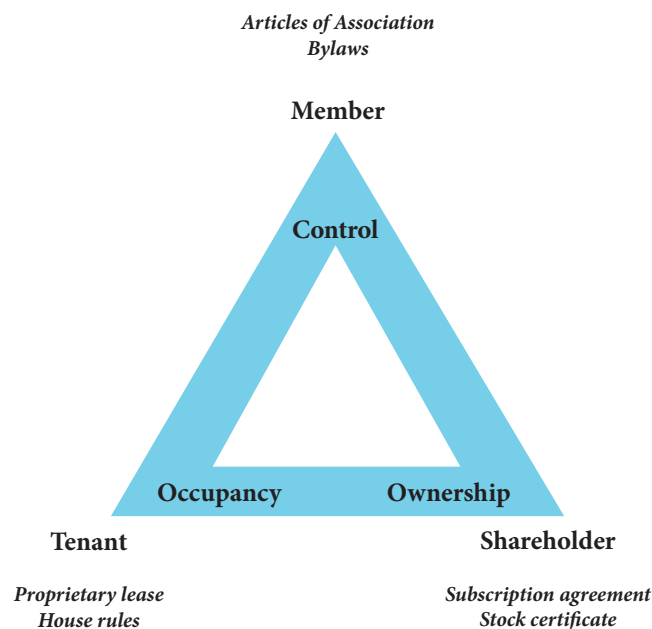 Articles of Association
Bylaws
Member
Control
Occupancy
Ownership
Tenant
Shareholder
Proprietary lease
House rules
Subscription agreement
Stock certificate